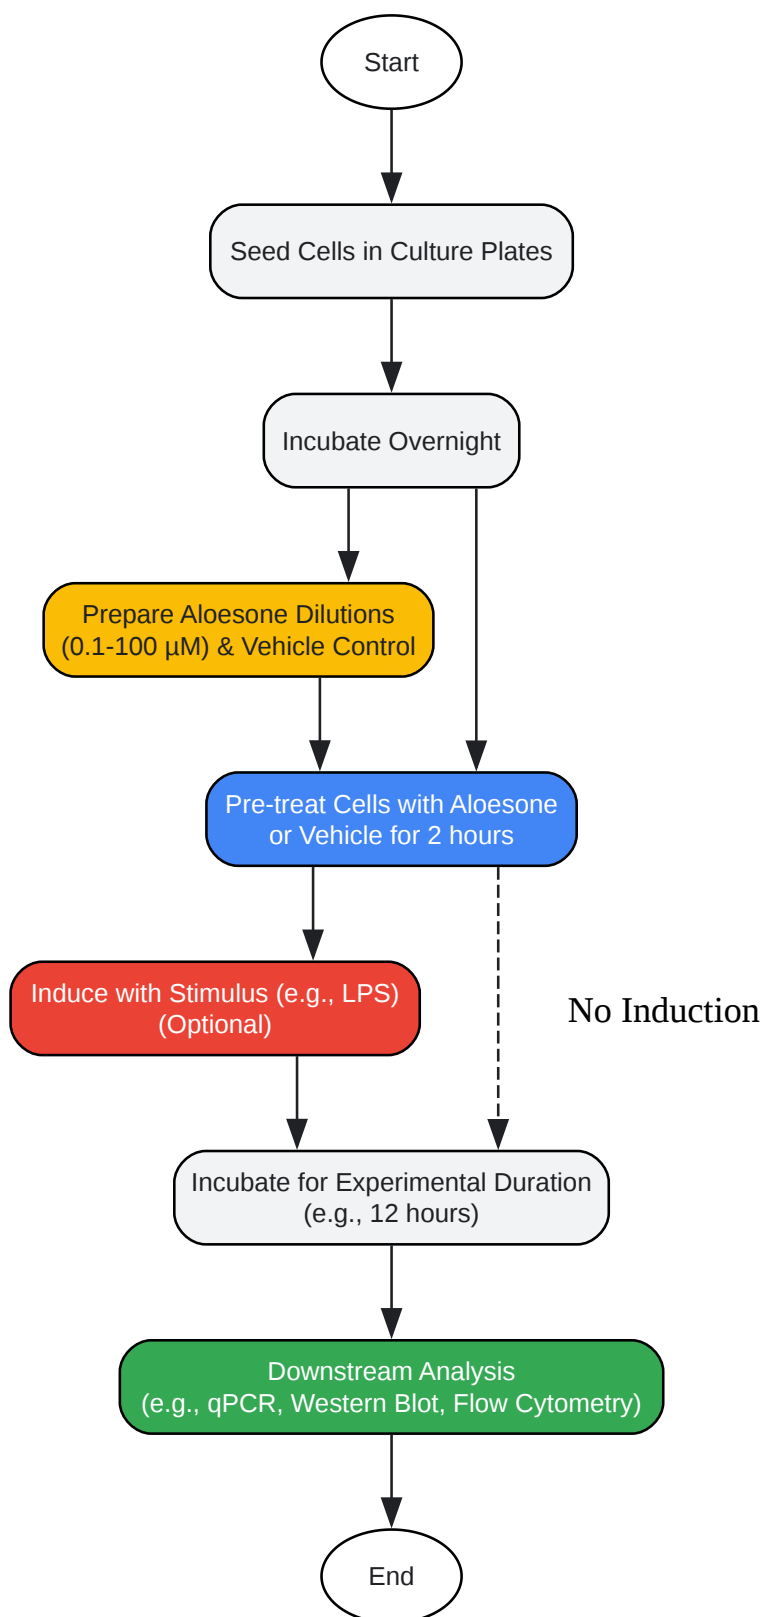 Start
Seed Cells in Culture Plates
Incubate Overnight
Prepare Aloesone Dilutions
(0.1-100 µM) & Vehicle Control
Pre-treat Cells with Aloesone
or Vehicle for 2 hours
Induce with Stimulus (e.g., LPS)
(Optional)
No Induction
Incubate for Experimental Duration
(e.g., 12 hours)
Downstream Analysis
(e.g., qPCR, Western Blot, Flow Cytometry)
End